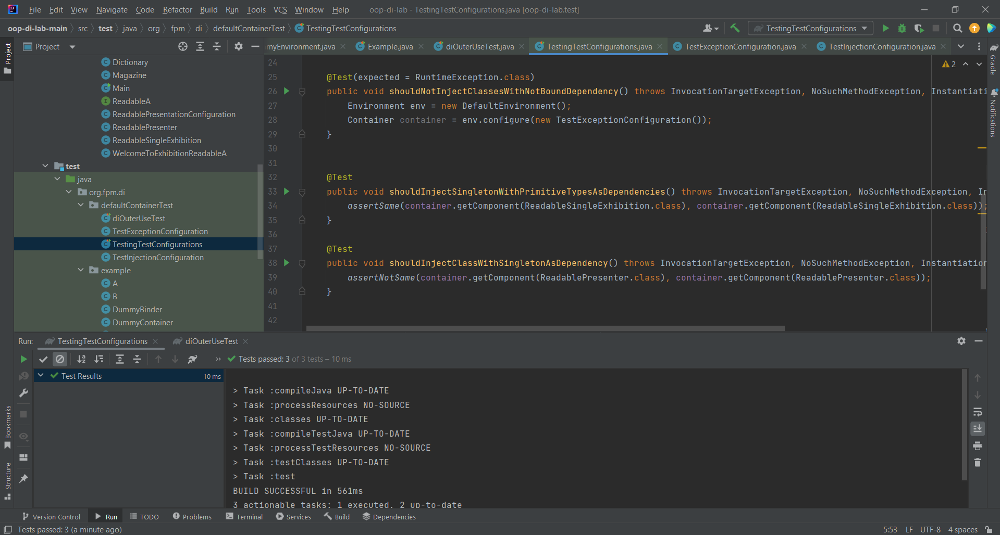 File Edit View Navigate Code Refactor Build Run Tools VCS Window Help oop-di-lab - TestingTestConfigurations.java [oop-di-lab.test]
oop-di-lab-main src test java org fpm di defaultContainerTest TestingTestConfigurations TestingTestConfigurations
Project myEnvironment.java Example.java diOuterUseTest.java TestingTestConfigurations.java TestExceptionConfiguration.java TestInjectionConfiguration.java
Project
Gradle
Notifications
Bookmarks
Structure
Dictionary
Magazine
Main
ReadableA
ReadablePresentationConfiguration
ReadablePresenter
ReadableSingleExhibition
WelcomeToExhibitionReadableA
test
java
org.fpm.di
defaultContainerTest
diOuterUseTest
TestExceptionConfiguration
TestingTestConfigurations
TestInjectionConfiguration
example
A
B
DummyBinder
DummyContainer
2
24
25 @Test(expected = RuntimeException.class)
26 public void shouldNotInjectClassesWithNotBoundDependency() throws InvocationTargetException, NoSuchMethodException, Instantiati
27 Environment env = new DefaultEnvironment();
28 Container container = env.configure(new TestExceptionConfiguration());
29 }
30
31
32 @Test
33 public void shouldInjectSingletonWithPrimitiveTypesAsDependencies() throws InvocationTargetException, NoSuchMethodException, In
34 assertSame(container.getComponent(ReadableSingleExhibition.class), container.getComponent(ReadableSingleExhibition.class));
35 }
36
37 @Test
38 public void shouldInjectClassWithSingletonAsDependency() throws InvocationTargetException, NoSuchMethodException, Instantiation
39 assertNotSame(container.getComponent(ReadablePresenter.class), container.getComponent(ReadablePresenter.class));
40 }
41
42
Run: TestingTestConfigurations diOuterUseTest
Tests passed: 3 of 3 tests – 10 ms
Test Results 10 ms
> Task :compileJava UP-TO-DATE
> Task :processResources NO-SOURCE
> Task :classes UP-TO-DATE
> Task :compileTestJava UP-TO-DATE
> Task :processTestResources NO-SOURCE
> Task :testClasses UP-TO-DATE
> Task :test
BUILD SUCCESSFUL in 561ms
3 actionable tasks: 1 executed, 2 up-to-date
Version Control Run TODO Problems Terminal Services Build Dependencies
Tests passed: 3 (a minute ago) 5:53 LF UTF-8 4 spaces